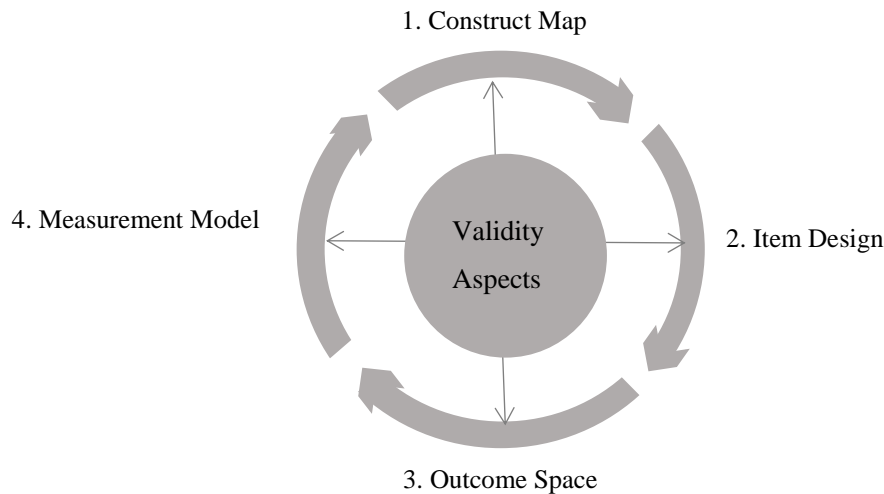 1. Construct Map
4. Measurement Model
Validity
Aspects
2. Item Design
3. Outcome Space